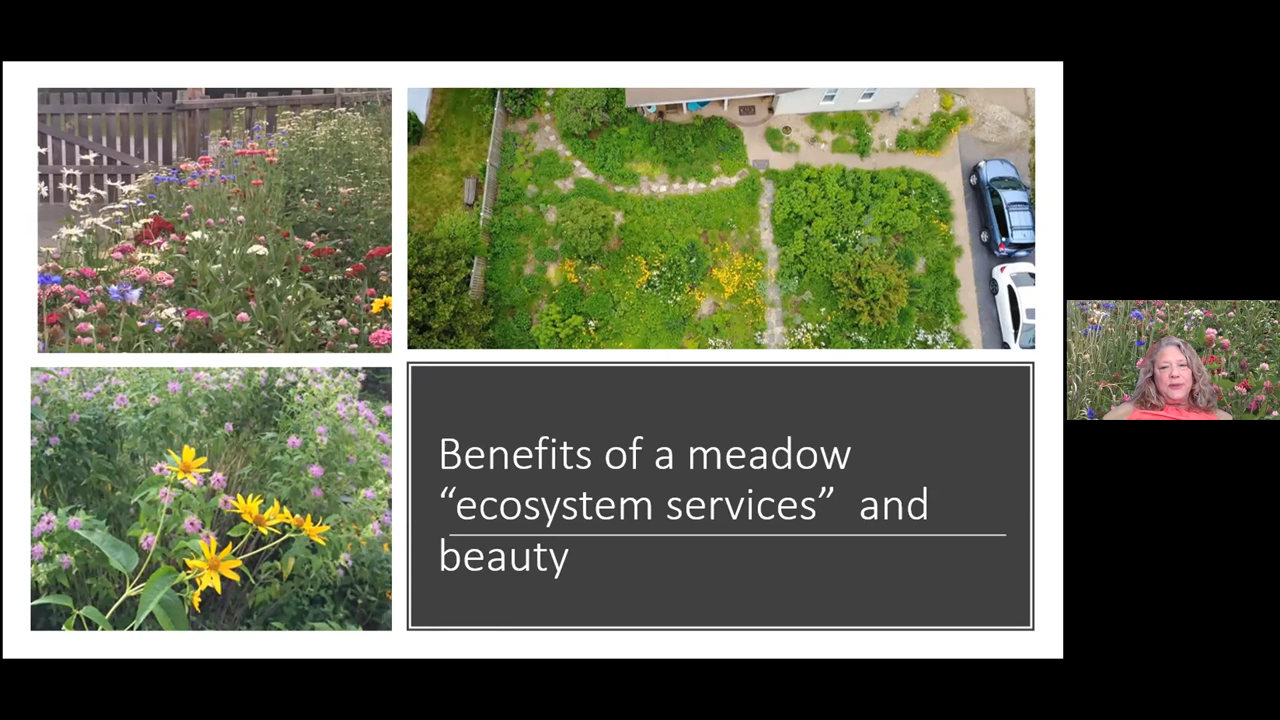 Benefits of a meadow
“ecosystem services”  and
beauty